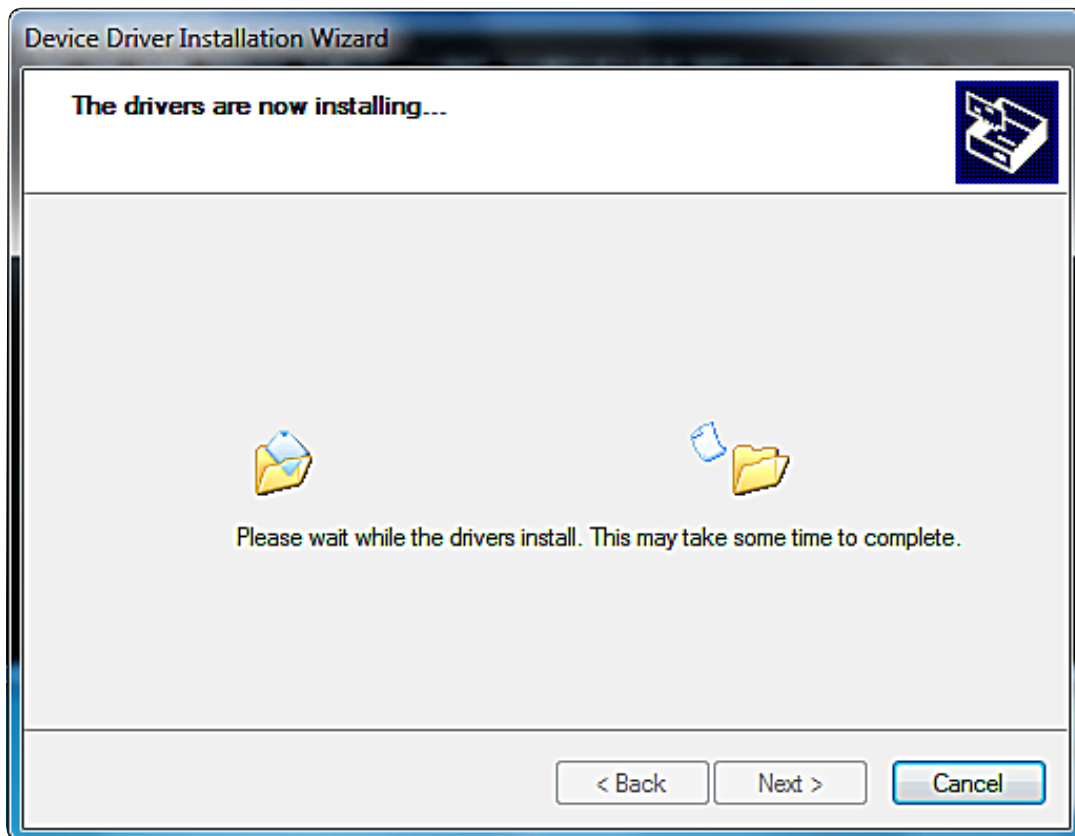 Device Driver Installation Wizard
The drivers are now installing...
Please wait while the drivers install. This may take some time to complete.
< Back
Next >
Cancel